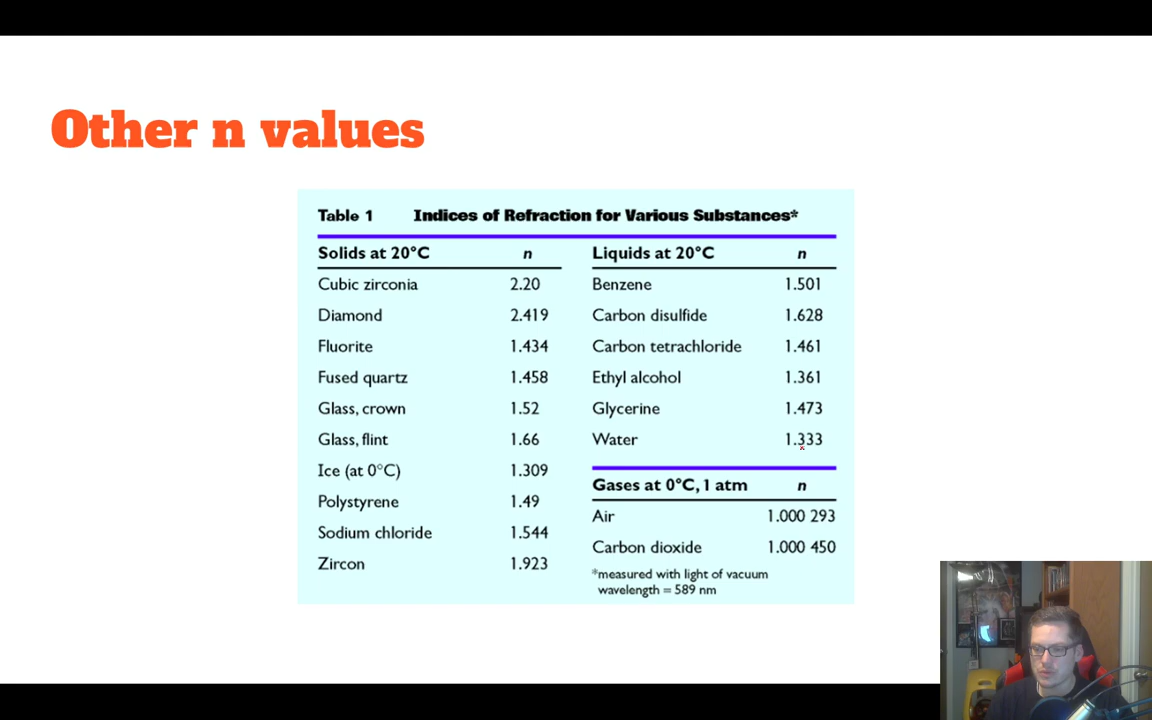 Other n values
Table 1 Indices of Refraction for Various Substances*
Solids at 20°C n
Cubic zirconia 2.20
Diamond 2.419
Fluorite 1.434
Fused quartz 1.458
Glass, crown 1.52
Glass, flint 1.66
Ice (at 0°C) 1.309
Polystyrene 1.49
Sodium chloride 1.544
Zircon 1.923
Liquids at 20°C n
Benzene 1.501
Carbon disulfide 1.628
Carbon tetrachloride 1.461
Ethyl alcohol 1.361
Glycerine 1.473
Water 1.333
Gases at 0°C, 1 atm n
Air 1.000 293
Carbon dioxide 1.000 450
*measured with light of vacuum
wavelength = 589 nm